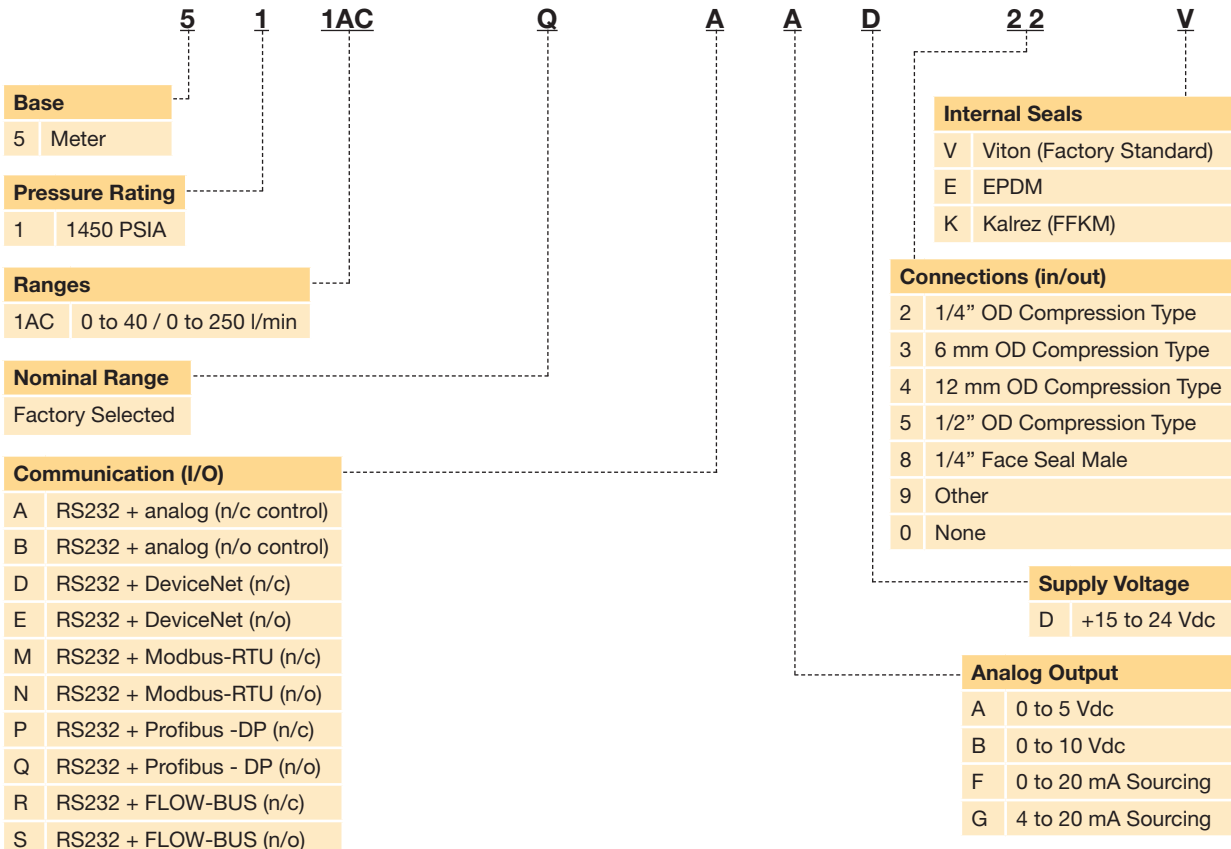 5 1 1AC Q A A D 2 2 V
Base
5 Meter
Pressure Rating
1 1450 PSIA
Ranges
1AC 0 to 40 / 0 to 250 l/min
Nominal Range
Factory Selected
Communication (I/O)
A RS232 + analog (n/c control)
B RS232 + analog (n/o control)
D RS232 + DeviceNet (n/c)
E RS232 + DeviceNet (n/o)
M RS232 + Modbus-RTU (n/c)
N RS232 + Modbus-RTU (n/o)
P RS232 + Profibus -DP (n/c)
Q RS232 + Profibus - DP (n/o)
R RS232 + FLOW-BUS (n/c)
S RS232 + FLOW-BUS (n/o)
Internal Seals
V Viton (Factory Standard)
E EPDM
K Kalrez (FFKM)
Connections (in/out)
2 1/4” OD Compression Type
3 6 mm OD Compression Type
4 12 mm OD Compression Type
5 1/2” OD Compression Type
8 1/4” Face Seal Male
9 Other
0 None
Supply Voltage
D +15 to 24 Vdc
Analog Output
A 0 to 5 Vdc
B 0 to 10 Vdc
F 0 to 20 mA Sourcing
G 4 to 20 mA Sourcing